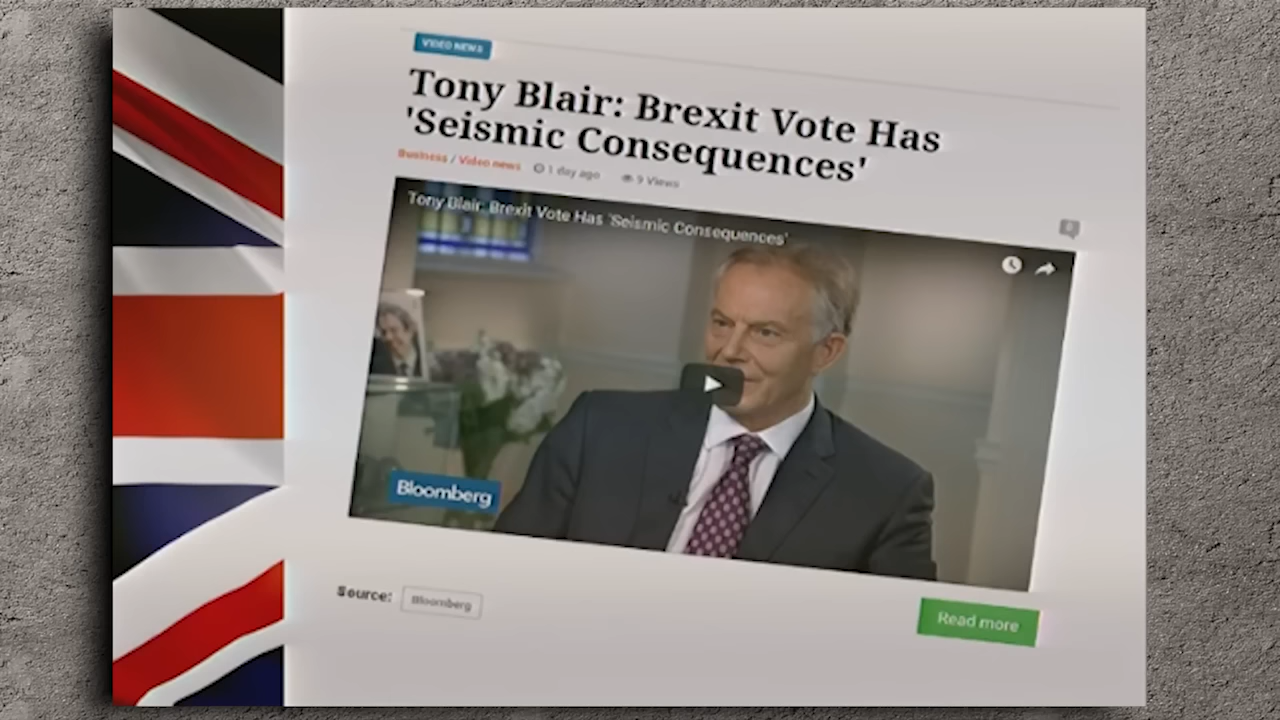 VIDEO NEWS
Tony Blair: Brexit Vote Has
'Seismic Consequences'
Business / Video news 1 day ago 9 Views
Tony Blair: Brexit Vote Has 'Seismic Consequences'
Bloomberg
Source: Bloomberg
Read more